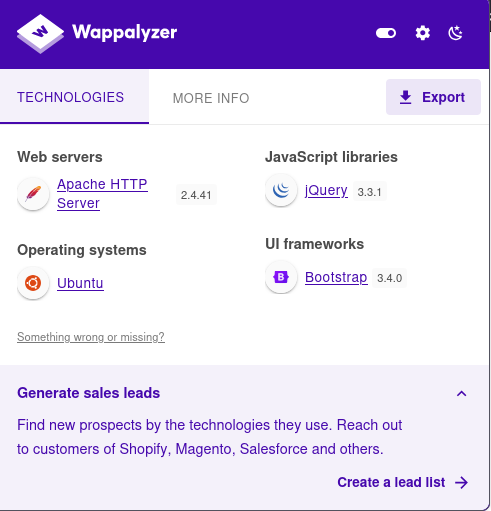 Wappalyzer
TECHNOLOGIES
MORE INFO
Export
Web servers
Apache HTTP
Server
2.4.41
Operating systems
Ubuntu
JavaScript libraries
jQuery 3.3.1
UI frameworks
Bootstrap 3.4.0
Something wrong or missing?
Generate sales leads
Find new prospects by the technologies they use. Reach out
to customers of Shopify, Magento, Salesforce and others.
Create a lead list